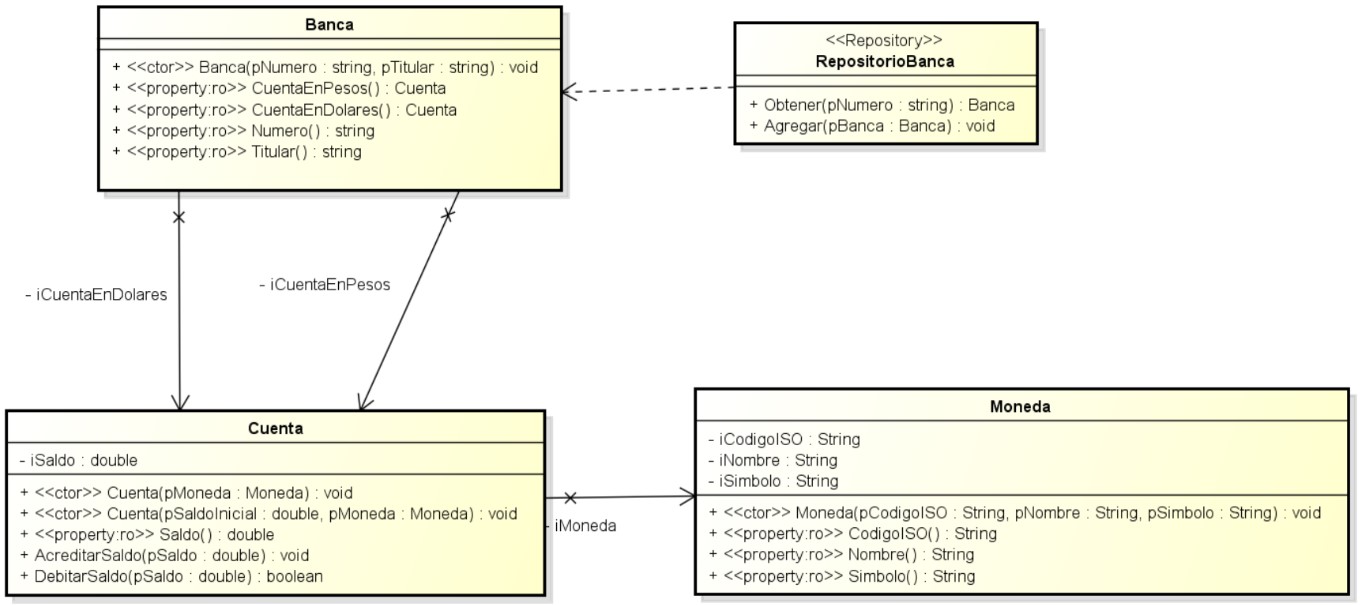 Banca
+ <<ctor>> Banca(pNumero : string, pTitular : string) : void
+ <<property:ro>> CuentaEnPesos() : Cuenta
+ <<property:ro>> CuentaEnDolares() : Cuenta
+ <<property:ro>> Numero() : string
+ <<property:ro>> Titular() : string
<<Repository>>
RepositorioBanca
+ Obtener(pNumero : string) : Banca
+ Agregar(pBanca : Banca) : void
- iCuentaEnDolares
- iCuentaEnPesos
Cuenta
- iSaldo : double
+ <<ctor>> Cuenta(pMoneda : Moneda) : void
+ <<ctor>> Cuenta(pSaldoInicial : double, pMoneda : Moneda) : void
+ <<property:ro>> Saldo() : double
+ AcreditarSaldo(pSaldo : double) : void
+ DebitarSaldo(pSaldo : double) : boolean
- iMoneda
Moneda
- iCodigoISO : String
- iNombre : String
- iSimbolo : String
+ <<ctor>> Moneda(pCodigoISO : String, pNombre : String, pSimbolo : String) : void
+ <<property:ro>> CodigoISO() : String
+ <<property:ro>> Nombre() : String
+ <<property:ro>> Simbolo() : String